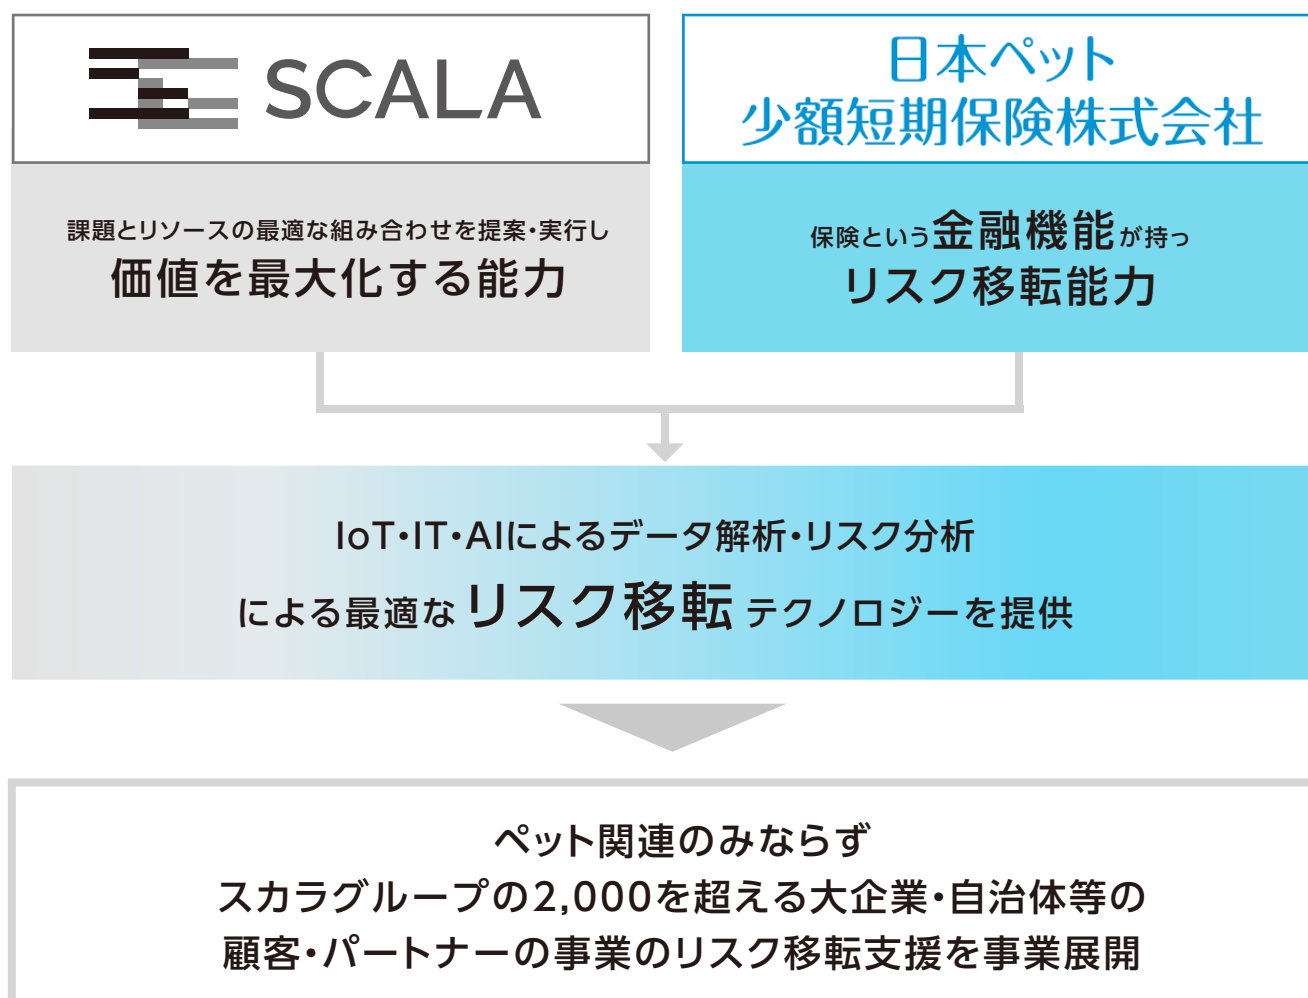 SCALA
課題とリソースの最適な組み合わせを提案・実行し
価値を最大化する能力
日本ペット
少額短期保険株式会社
保険という金融機能が持っ
リスク移転能力
IoT・IT・AIによるデータ解析・リスク分析
による最適なリスク移転テクノロジーを提供
ペット関連のみならず
スカラグループの2,000を超える大企業・自治体等の
顧客・パートナーの事業のリスク移転支援を事業展開